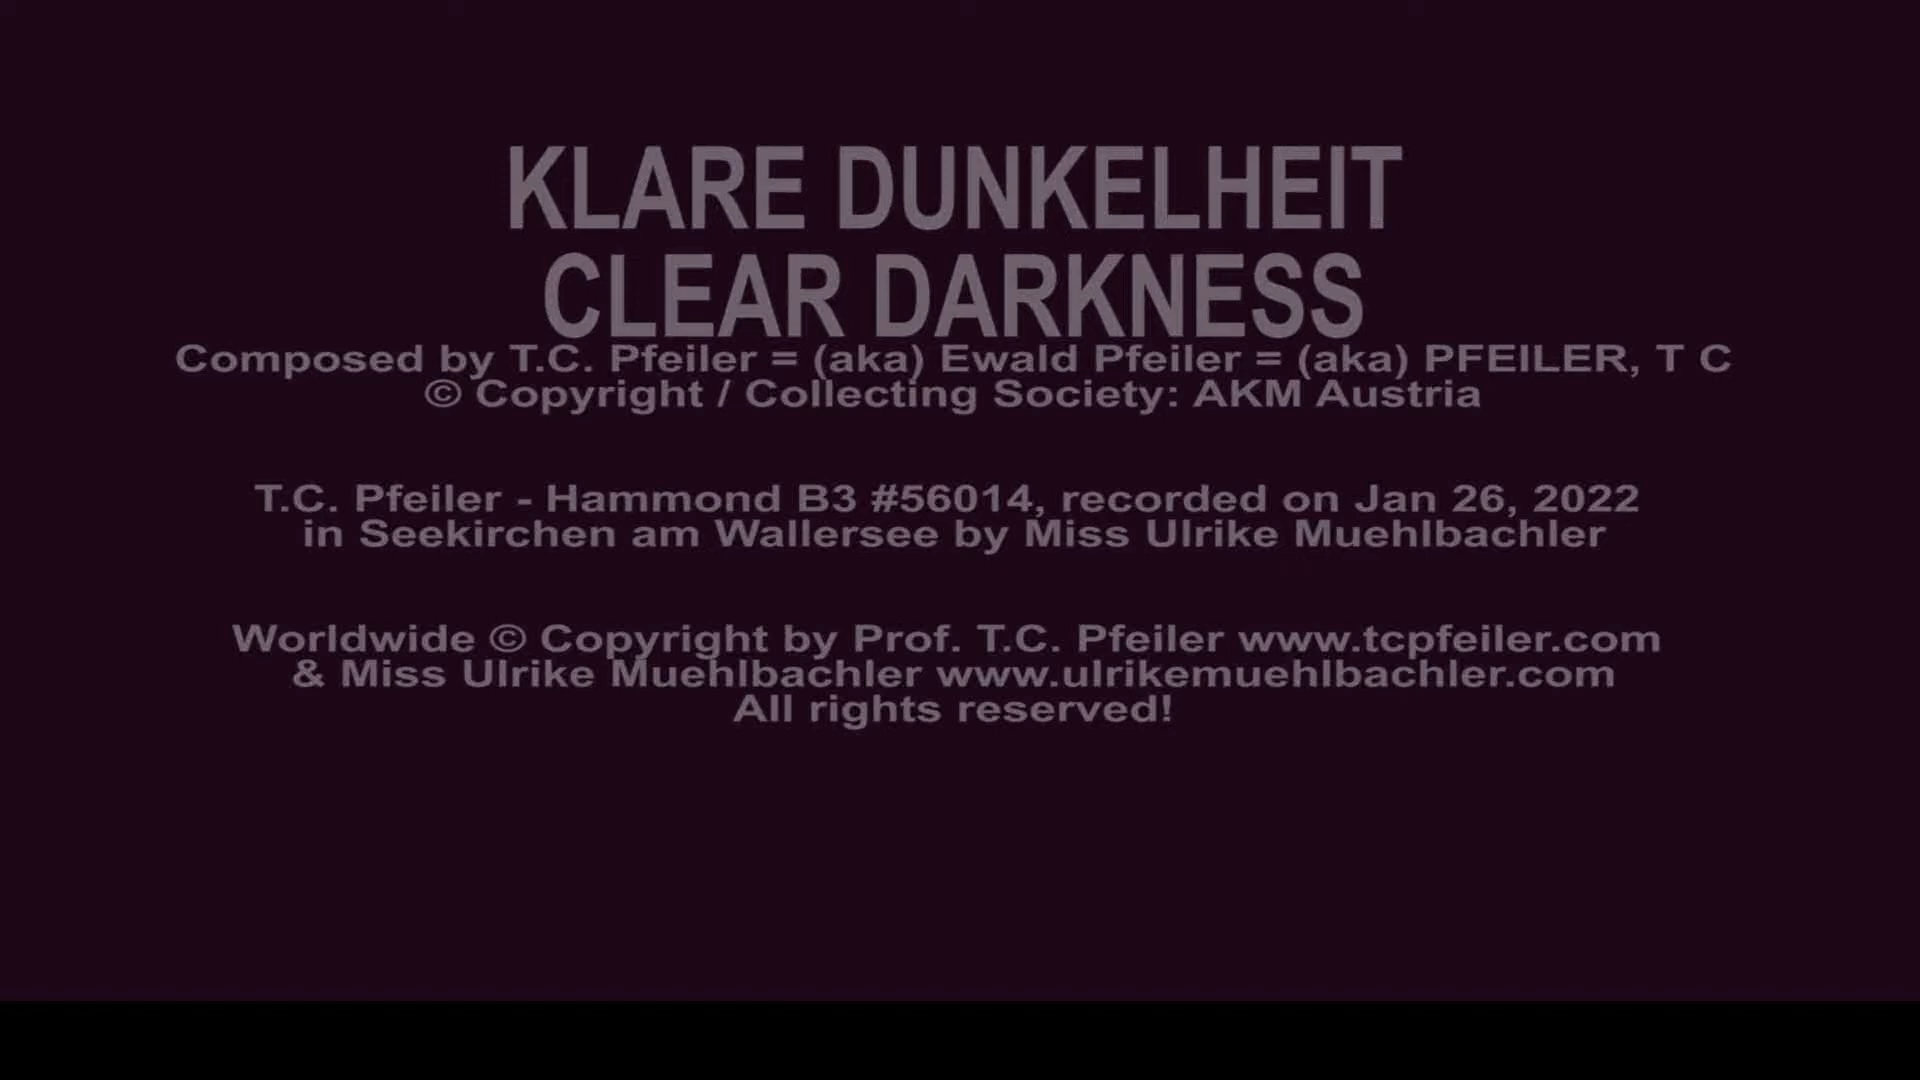 KLARE DUNKELHEIT
CLEAR DARKNESS
Composed by T.C. Pfeiler = (aka) Ewald Pfeiler = (aka) PFEILER, T C
© Copyright / Collecting Society: AKM Austria
T.C. Pfeiler - Hammond B3 #56014, recorded on Jan 26, 2022
in Seekirchen am Wallersee by Miss Ulrike Muehlbachler
Worldwide © Copyright by Prof. T.C. Pfeiler www.tcpfeiler.com
& Miss Ulrike Muehlbachler www.ulrikemuehlbachler.com
All rights reserved!